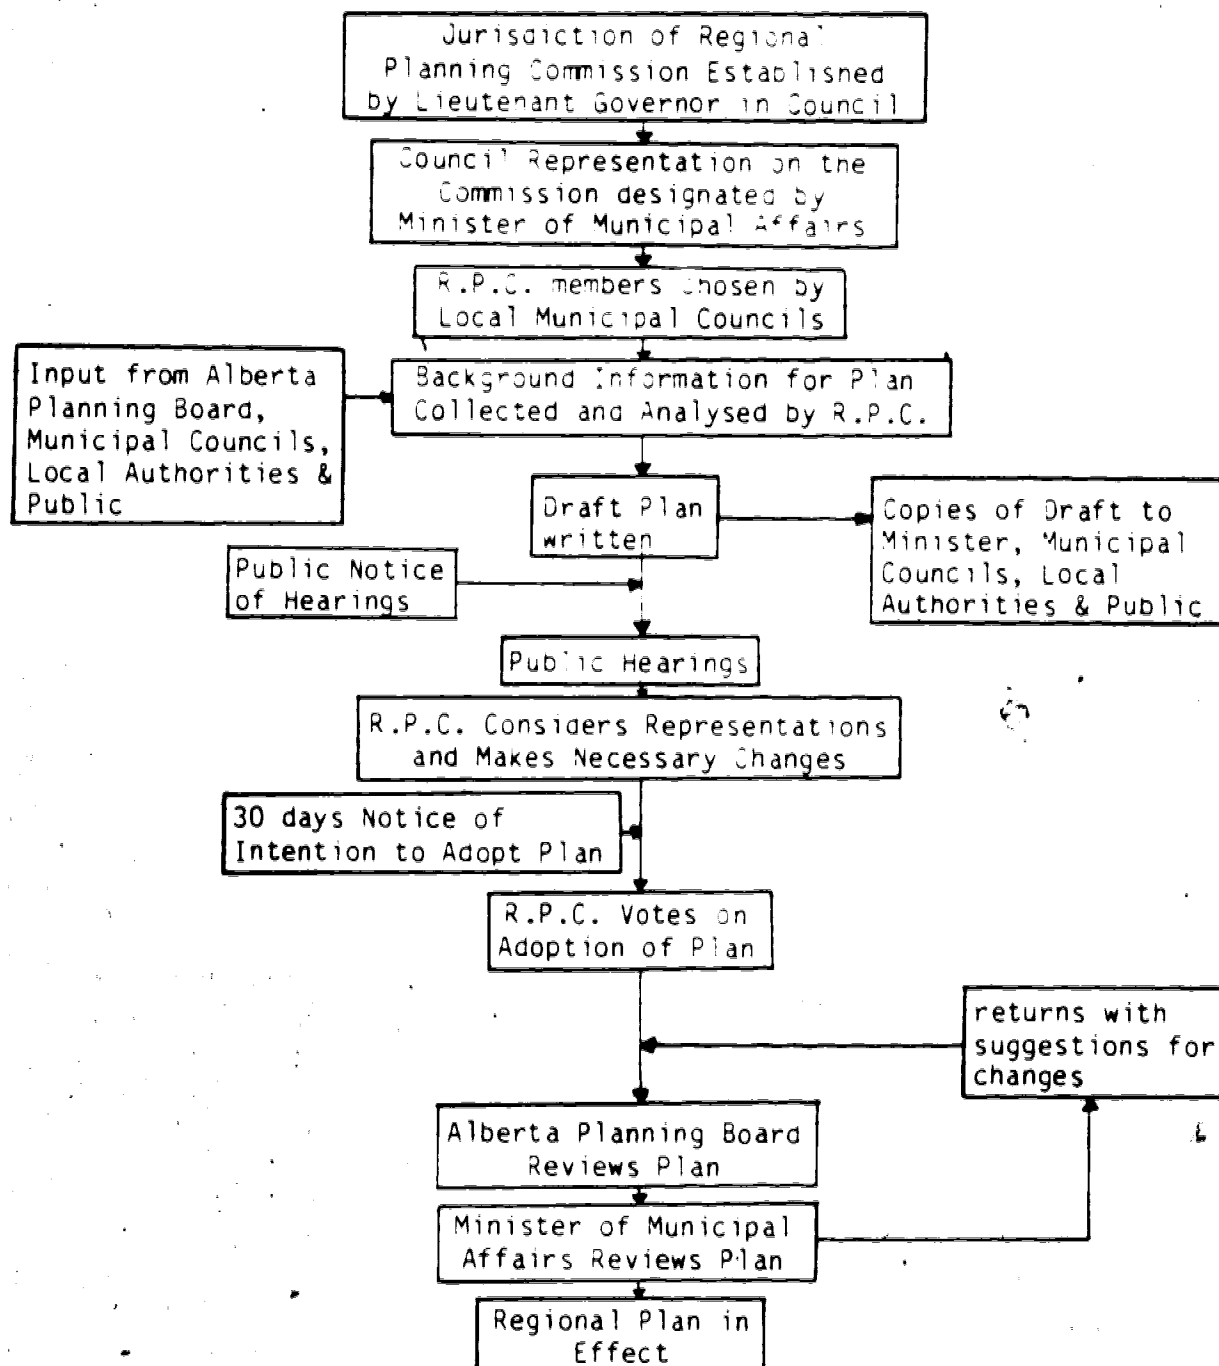 Jurisdiction of Regional
Planning Commission Established
by Lieutenant Governor in Council
Council Representation on the
Commission designated by
Minister of Municipal Affairs
R.P.C. members Chosen by
Local Municipal Councils
Input from Alberta
Planning Board,
Municipal Councils,
Local Authorities &
Public
Background Information for Plan
Collected and Analysed by R.P.C.
Draft Plan
written
Copies of Draft to
Minister, Municipal
Councils, Local
Authorities & Public
Public Notice
of Hearings
Public Hearings
R.P.C. Considers Representations
and Makes Necessary Changes
30 days Notice of
Intention to Adopt Plan
R.P.C. Votes on
Adoption of Plan
returns with
suggestions for
changes
Alberta Planning Board
Reviews Plan
Minister of Municipal
Affairs Reviews Plan
Regional Plan in
Effect